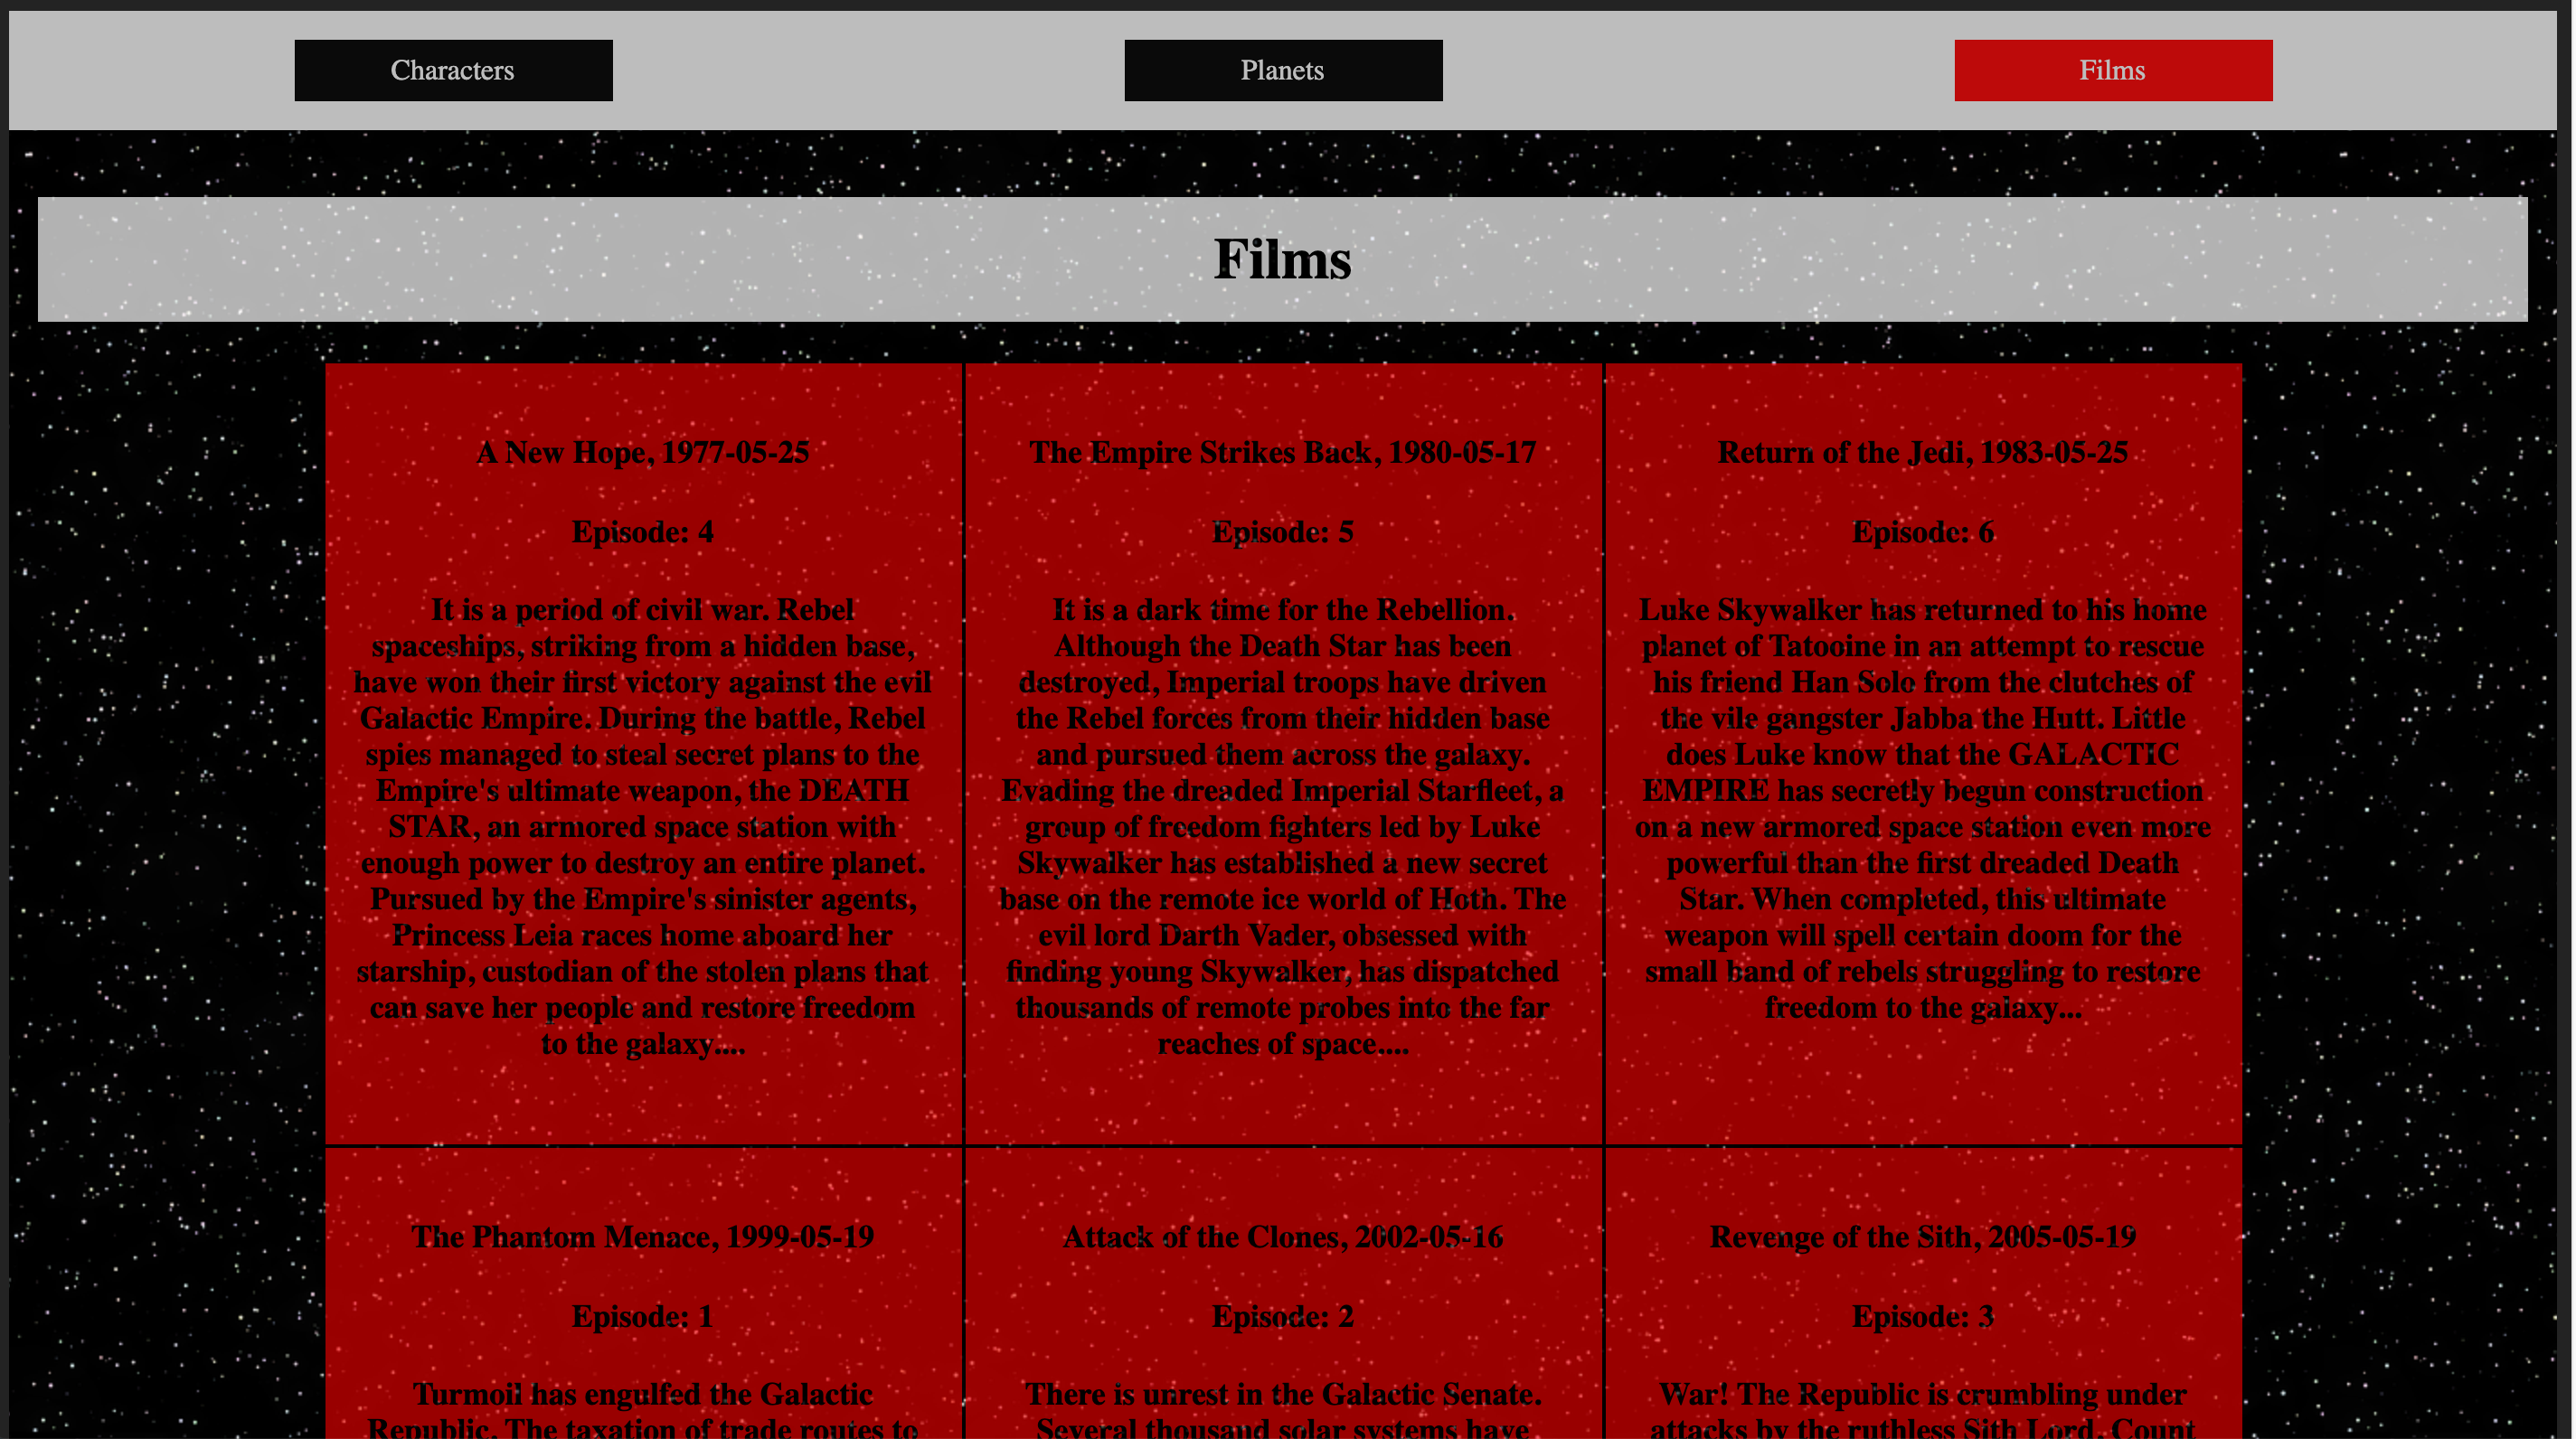 Characters
Planets
Films
Films
A New Hope, 1977-05-25
Episode: 4
It is a period of civil war. Rebel
spaceships, striking from a hidden base,
have won their first victory against the evil
Galactic Empire. During the battle, Rebel
spies managed to steal secret plans to the
Empire's ultimate weapon, the DEATH
STAR, an armored space station with
enough power to destroy an entire planet.
Pursued by the Empire's sinister agents,
Princess Leia races home aboard her
starship, custodian of the stolen plans that
can save her people and restore freedom
to the galaxy....
The Empire Strikes Back, 1980-05-17
Episode: 5
It is a dark time for the Rebellion.
Although the Death Star has been
destroyed, Imperial troops have driven
the Rebel forces from their hidden base
and pursued them across the galaxy.
Evading the dreaded Imperial Starfleet, a
group of freedom fighters led by Luke
Skywalker has established a new secret
base on the remote ice world of Hoth. The
evil lord Darth Vader, obsessed with
finding young Skywalker, has dispatched
thousands of remote probes into the far
reaches of space....
Return of the Jedi, 1983-05-25
Episode: 6
Luke Skywalker has returned to his home
planet of Tatooine in an attempt to rescue
his friend Han Solo from the clutches of
the vile gangster Jabba the Hutt. Little
does Luke know that the GALACTIC
EMPIRE has secretly begun construction
on a new armored space station even more
powerful than the first dreaded Death
Star. When completed, this ultimate
weapon will spell certain doom for the
small band of rebels struggling to restore
freedom to the galaxy...
The Phantom Menace, 1999-05-19
Episode: 1
Turmoil has engulfed the Galactic
Republic. The taxation of trade routes to
Attack of the Clones, 2002-05-16
Episode: 2
There is unrest in the Galactic Senate.
Several thousand solar systems have
Revenge of the Sith, 2005-05-19
Episode: 3
War! The Republic is crumbling under
attacks by the ruthless Sith Lord, Count